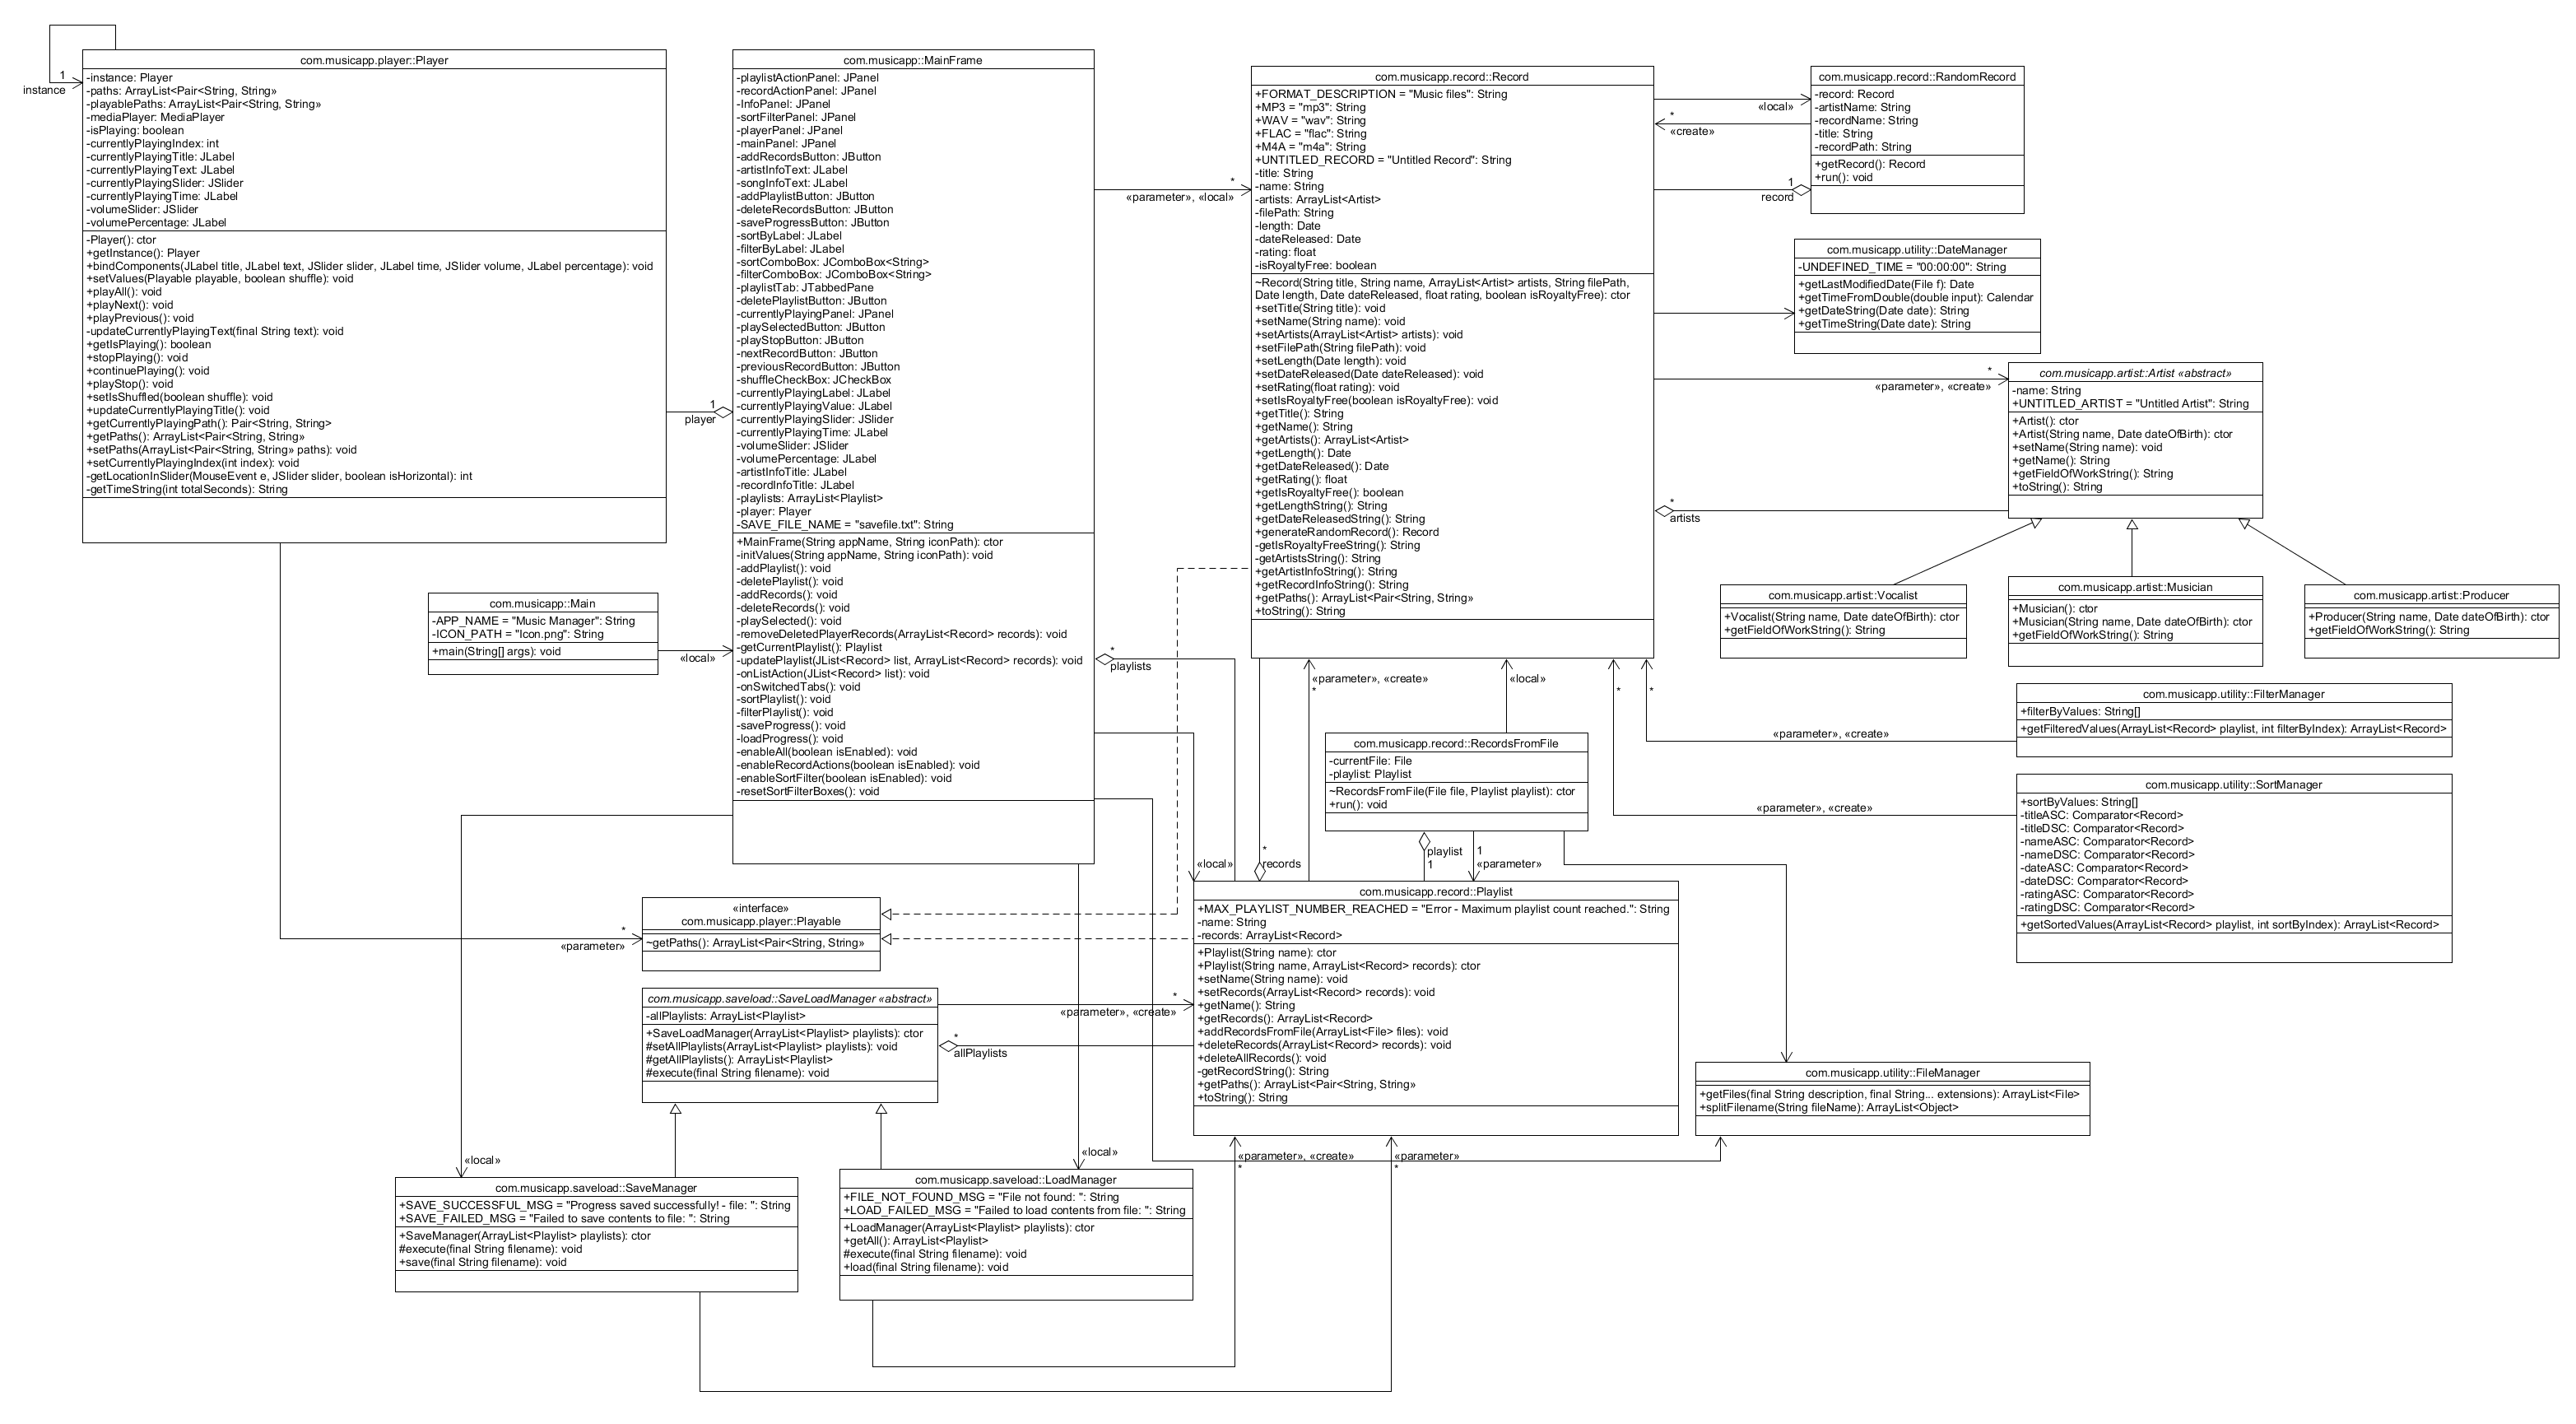 1
instance
com.musicapp.player::Player
-instance: Player
-paths: ArrayList<Pair<String, String»
-playablePaths: ArrayList<Pair<String, String»
-mediaPlayer: MediaPlayer
-isPlaying: boolean
-currentlyPlayingIndex: int
-currentlyPlayingTitle: JLabel
-currentlyPlayingText: JLabel
-currentlyPlayingSlider: JSlider
-currentlyPlayingTime: JLabel
-volumeSlider: JSlider
-volumePercentage: JLabel
-Player(): ctor
+getInstance(): Player
+bindComponents(JLabel title, JLabel text, JSlider slider, JLabel time, JSlider volume, JLabel percentage): void
+setValues(Playable playable, boolean shuffle): void
+playAll(): void
+playNext(): void
+playPrevious(): void
-updateCurrentlyPlayingText(final String text): void
+getIsPlaying(): boolean
+stopPlaying(): void
+continuePlaying(): void
+playStop(): void
+setIsShuffled(boolean shuffle): void
+updateCurrentlyPlayingTitle(): void
+getCurrentlyPlayingPath(): Pair<String, String>
+getPaths(): ArrayList<Pair<String, String»
+setPaths(ArrayList<Pair<String, String» paths): void
+setCurrentlyPlayingIndex(int index): void
-getLocationInSlider(MouseEvent e, JSlider slider, boolean isHorizontal): int
-getTimeString(int totalSeconds): String
1
player
com.musicapp::MainFrame
-playlistActionPanel: JPanel
-recordActionPanel: JPanel
-InfoPanel: JPanel
-sortFilterPanel: JPanel
-playerPanel: JPanel
-mainPanel: JPanel
-addRecordsButton: JButton
-artistInfoText: JLabel
-songInfoText: JLabel
-addPlaylistButton: JButton
-deleteRecordsButton: JButton
-saveProgressButton: JButton
-sortByLabel: JLabel
-filterByLabel: JLabel
-sortComboBox: JComboBox<String>
-filterComboBox: JComboBox<String>
-playlistTab: JTabbedPane
-deletePlaylistButton: JButton
-currentlyPlayingPanel: JPanel
-playSelectedButton: JButton
-playStopButton: JButton
-nextRecordButton: JButton
-previousRecordButton: JButton
-shuffleCheckBox: JCheckBox
-currentlyPlayingLabel: JLabel
-currentlyPlayingValue: JLabel
-currentlyPlayingSlider: JSlider
-currentlyPlayingTime: JLabel
-volumeSlider: JSlider
-volumePercentage: JLabel
-artistInfoTitle: JLabel
-recordInfoTitle: JLabel
-playlists: ArrayList<Playlist>
-player: Player
-SAVE_FILE_NAME = "savefile.txt": String
+MainFrame(String appName, String iconPath): ctor
-initValues(String appName, String iconPath): void
-addPlaylist(): void
-deletePlaylist(): void
-addRecords(): void
-deleteRecords(): void
-playSelected(): void
-removeDeletedPlayerRecords(ArrayList<Record> records): void
-getCurrentPlaylist(): Playlist
-updatePlaylist(JList<Record> list, ArrayList<Record> records): void
-onListAction(JList<Record> list): void
-onSwitchedTabs(): void
-sortPlaylist(): void
-filterPlaylist(): void
-saveProgress(): void
-loadProgress(): void
-enableAll(boolean isEnabled): void
-enableRecordActions(boolean isEnabled): void
-enableSortFilter(boolean isEnabled): void
-resetSortFilterBoxes(): void
com.musicapp::Main
-APP_NAME = "Music Manager": String
-ICON_PATH = "Icon.png": String
+main(String[] args): void
«local»
*
«parameter», «local»
*
playlists
com.musicapp.record::Record
+FORMAT_DESCRIPTION = "Music files": String
+MP3 = "mp3": String
+WAV = "wav": String
+FLAC = "flac": String
+M4A = "m4a": String
+UNTITLED_RECORD = "Untitled Record": String
-title: String
-name: String
-artists: ArrayList<Artist>
-filePath: String
-length: Date
-dateReleased: Date
-rating: float
-isRoyaltyFree: boolean
~Record(String title, String name, ArrayList<Artist> artists, String filePath,
Date length, Date dateReleased, float rating, boolean isRoyaltyFree): ctor
+setTitle(String title): void
+setName(String name): void
+setArtists(ArrayList<Artist> artists): void
+setFilePath(String filePath): void
+setLength(Date length): void
+setDateReleased(Date dateReleased): void
+setRating(float rating): void
+setIsRoyaltyFree(boolean isRoyaltyFree): void
+getTitle(): String
+getName(): String
+getArtists(): ArrayList<Artist>
+getLength(): Date
+getDateReleased(): Date
+getRating(): float
+getIsRoyaltyFree(): boolean
+getLengthString(): String
+getDateReleasedString(): String
+generateRandomRecord(): Record
-getIsRoyaltyFreeString(): String
-getArtistsString(): String
+getArtistInfoString(): String
+getRecordInfoString(): String
+getPaths(): ArrayList<Pair<String, String»
+toString(): String
«local»
*
«create»
1
record
com.musicapp.record::RandomRecord
-record: Record
-artistName: String
-recordName: String
-title: String
-recordPath: String
+getRecord(): Record
+run(): void
com.musicapp.utility::DateManager
-UNDEFINED_TIME = "00:00:00": String
+getLastModifiedDate(File f): Date
+getTimeFromDouble(double input): Calendar
+getDateString(Date date): String
+getTimeString(Date date): String
*
«parameter», «create»
*
artists
com.musicapp.artist::Artist «abstract»
-name: String
+UNTITLED_ARTIST = "Untitled Artist": String
+Artist(): ctor
+Artist(String name, Date dateOfBirth): ctor
+setName(String name): void
+getName(): String
+getFieldOfWorkString(): String
+toString(): String
com.musicapp.artist::Vocalist
+Vocalist(String name, Date dateOfBirth): ctor
+getFieldOfWorkString(): String
com.musicapp.artist::Musician
+Musician(): ctor
+Musician(String name, Date dateOfBirth): ctor
+getFieldOfWorkString(): String
com.musicapp.artist::Producer
+Producer(String name, Date dateOfBirth): ctor
+getFieldOfWorkString(): String
com.musicapp.utility::FilterManager
+filterByValues: String[]
+getFilteredValues(ArrayList<Record> playlist, int filterByIndex): ArrayList<Record>
*
«parameter», «create»
com.musicapp.utility::SortManager
+sortByValues: String[]
-titleASC: Comparator<Record>
-titleDSC: Comparator<Record>
-nameASC: Comparator<Record>
-nameDSC: Comparator<Record>
-dateASC: Comparator<Record>
-dateDSC: Comparator<Record>
-ratingASC: Comparator<Record>
-ratingDSC: Comparator<Record>
+getSortedValues(ArrayList<Record> playlist, int sortByIndex): ArrayList<Record>
*
«parameter», «create»
«parameter», «create»
*
«local»
com.musicapp.record::RecordsFromFile
-currentFile: File
-playlist: Playlist
~RecordsFromFile(File file, Playlist playlist): ctor
+run(): void
«local»
*
records
playlist
1
1
«parameter»
com.musicapp.record::Playlist
+MAX_PLAYLIST_NUMBER_REACHED = "Error - Maximum playlist count reached.": String
-name: String
-records: ArrayList<Record>
+Playlist(String name): ctor
+Playlist(String name, ArrayList<Record> records): ctor
+setName(String name): void
+setRecords(ArrayList<Record> records): void
+getName(): String
+getRecords(): ArrayList<Record>
+addRecordsFromFile(ArrayList<File> files): void
+deleteRecords(ArrayList<Record> records): void
+deleteAllRecords(): void
-getRecordString(): String
+getPaths(): ArrayList<Pair<String, String»
+toString(): String
*
«parameter»
«interface»
com.musicapp.player::Playable
~getPaths(): ArrayList<Pair<String, String»
com.musicapp.saveload::SaveLoadManager «abstract»
-allPlaylists: ArrayList<Playlist>
+SaveLoadManager(ArrayList<Playlist> playlists): ctor
#setAllPlaylists(ArrayList<Playlist> playlists): void
#getAllPlaylists(): ArrayList<Playlist>
#execute(final String filename): void
*
«parameter», «create»
*
allPlaylists
com.musicapp.utility::FileManager
+getFiles(final String description, final String... extensions): ArrayList<File>
+splitFilename(String fileName): ArrayList<Object>
«local»
«local»
«parameter», «create»
*
«parameter»
*
com.musicapp.saveload::SaveManager
+SAVE_SUCCESSFUL_MSG = "Progress saved successfully! - file: ": String
+SAVE_FAILED_MSG = "Failed to save contents to file: ": String
+SaveManager(ArrayList<Playlist> playlists): ctor
#execute(final String filename): void
+save(final String filename): void
com.musicapp.saveload::LoadManager
+FILE_NOT_FOUND_MSG = "File not found: ": String
+LOAD_FAILED_MSG = "Failed to load contents from file: ": String
+LoadManager(ArrayList<Playlist> playlists): ctor
+getAll(): ArrayList<Playlist>
#execute(final String filename): void
+load(final String filename): void